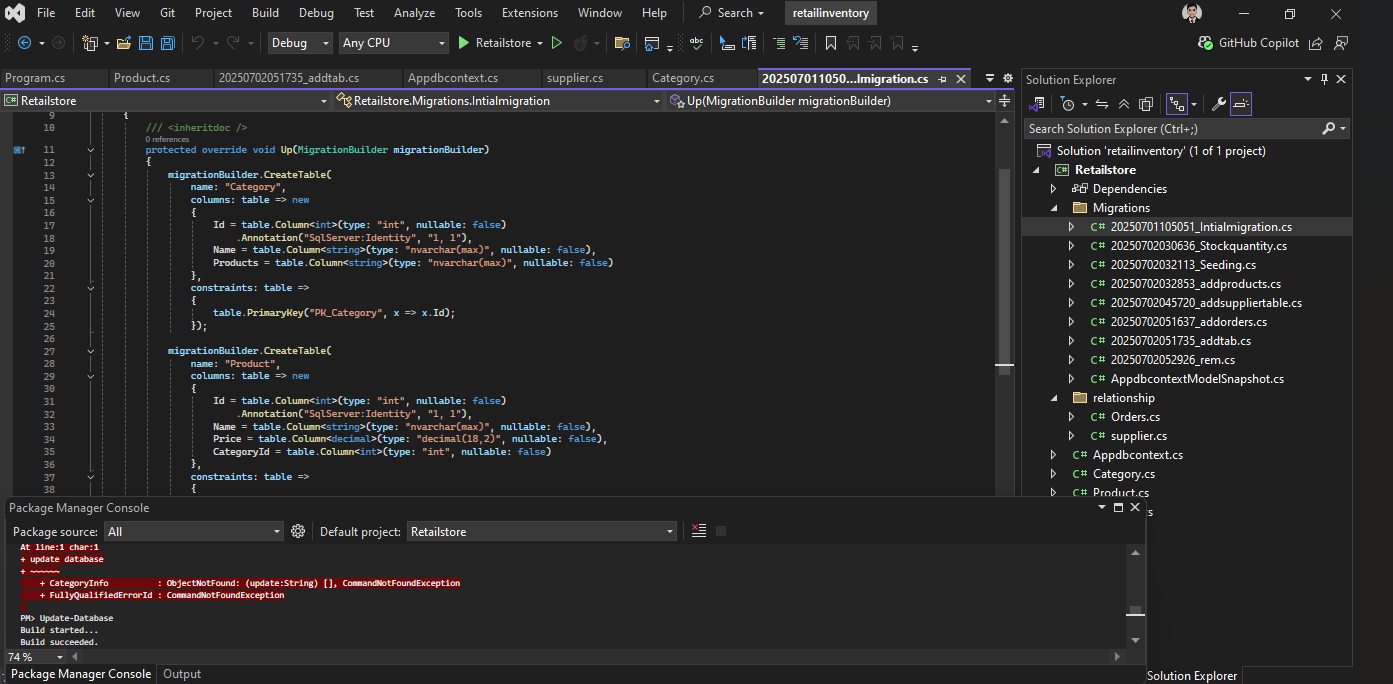 File Edit View Git Project Build Debug Test Analyze Tools Extensions Window Help Search retailinventory
Debug Any CPU Retailstore GitHub Copilot
Program.cs Product.cs 20250702051735_addtab.cs Appdbcontext.cs supplier.cs Category.cs 202507011050...Imigration.cs
Retailstore Retailstore.Migrations.Intialmigration Up(MigrationBuilder migrationBuilder)
9 {
10 /// <inheritdoc />
0 references
11 protected override void Up(MigrationBuilder migrationBuilder)
12 {
13 migrationBuilder.CreateTable(
14 name: "Category",
15 columns: table => new
16 {
17 Id = table.Column<int>(type: "int", nullable: false)
18 .Annotation("SqlServer:Identity", "1, 1"),
19 Name = table.Column<string>(type: "nvarchar(max)", nullable: false),
20 Products = table.Column<string>(type: "nvarchar(max)", nullable: false)
21 },
22 constraints: table =>
23 {
24 table.PrimaryKey("PK_Category", x => x.Id);
25 });
26
27 migrationBuilder.CreateTable(
28 name: "Product",
29 columns: table => new
30 {
31 Id = table.Column<int>(type: "int", nullable: false)
32 .Annotation("SqlServer:Identity", "1, 1"),
33 Name = table.Column<string>(type: "nvarchar(max)", nullable: false),
34 Price = table.Column<decimal>(type: "decimal(18,2)", nullable: false),
35 CategoryId = table.Column<int>(type: "int", nullable: false)
36 },
37 constraints: table =>
38 {
Solution Explorer
Search Solution Explorer (Ctrl+;)
Solution 'retailinventory' (1 of 1 project)
Retailstore
Dependencies
Migrations
20250701105051_Intialmigration.cs
20250702030636_Stockquantity.cs
20250702032113_Seeding.cs
20250702032853_addproducts.cs
20250702045720_addsuppliertable.cs
20250702051637_addorders.cs
20250702051735_addtab.cs
20250702052926_rem.cs
AppdbcontextModelSnapshot.cs
relationship
Orders.cs
supplier.cs
Appdbcontext.cs
Category.cs
Product.cs
Package Manager Console
Package source: All Default project: Retailstore
At line:1 char:1
+ update database
+ ~~~~~~
+ CategoryInfo : ObjectNotFound: (update:String) [], CommandNotFoundException
+ FullyQualifiedErrorId : CommandNotFoundException
PM> Update-Database
Build started...
Build succeeded.
74 %
Package Manager Console Output
Solution Explorer